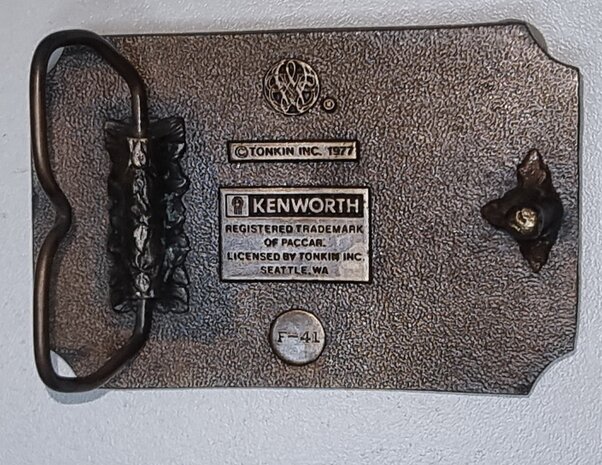 ®
© TONKIN INC. 1977
KENWORTH
REGISTERED TRADEMARK
OF PACCAR.
LICENSED BY TONKIN INC.
SEATTLE, WA
F-41